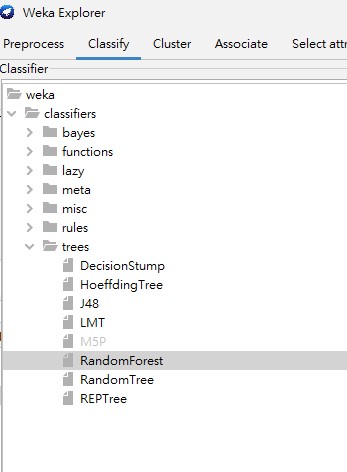 Weka Explorer
Preprocess Classify Cluster Associate Select attr
Classifier
weka
classifiers
bayes
functions
lazy
meta
misc
rules
trees
DecisionStump
HoeffdingTree
J48
LMT
M5P
RandomForest
RandomTree
REPTree